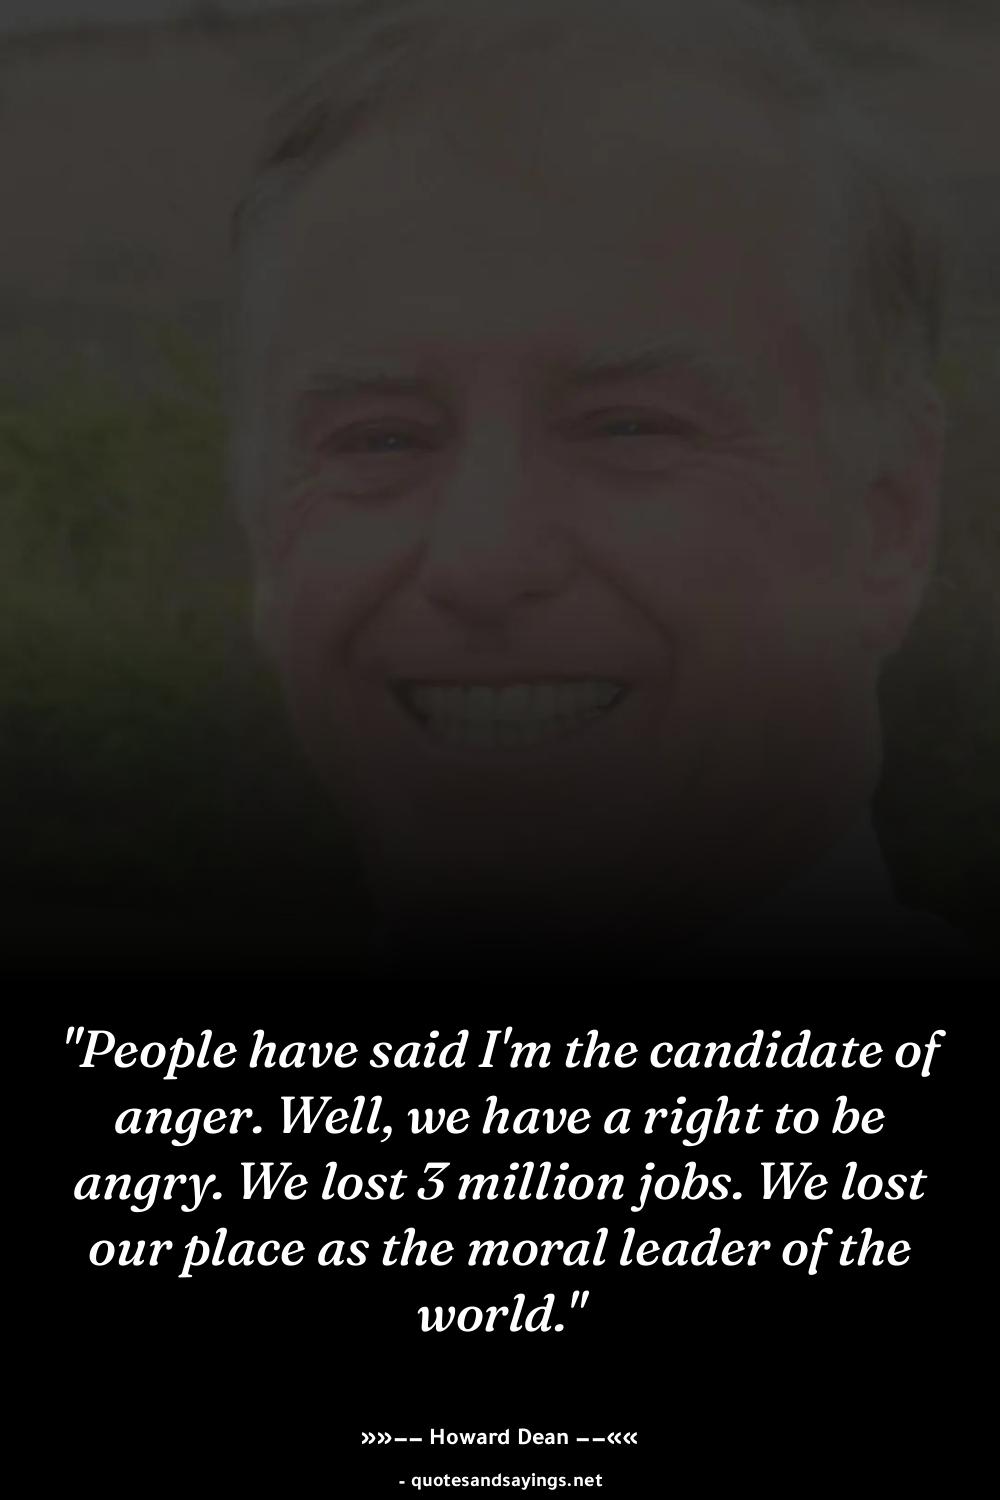 "People have said I'm the candidate of
anger. Well, we have a right to be
angry. We lost 3 million jobs. We lost
our place as the moral leader of the
world."
»»−− Howard Dean −−««
- quotesandsayings.net